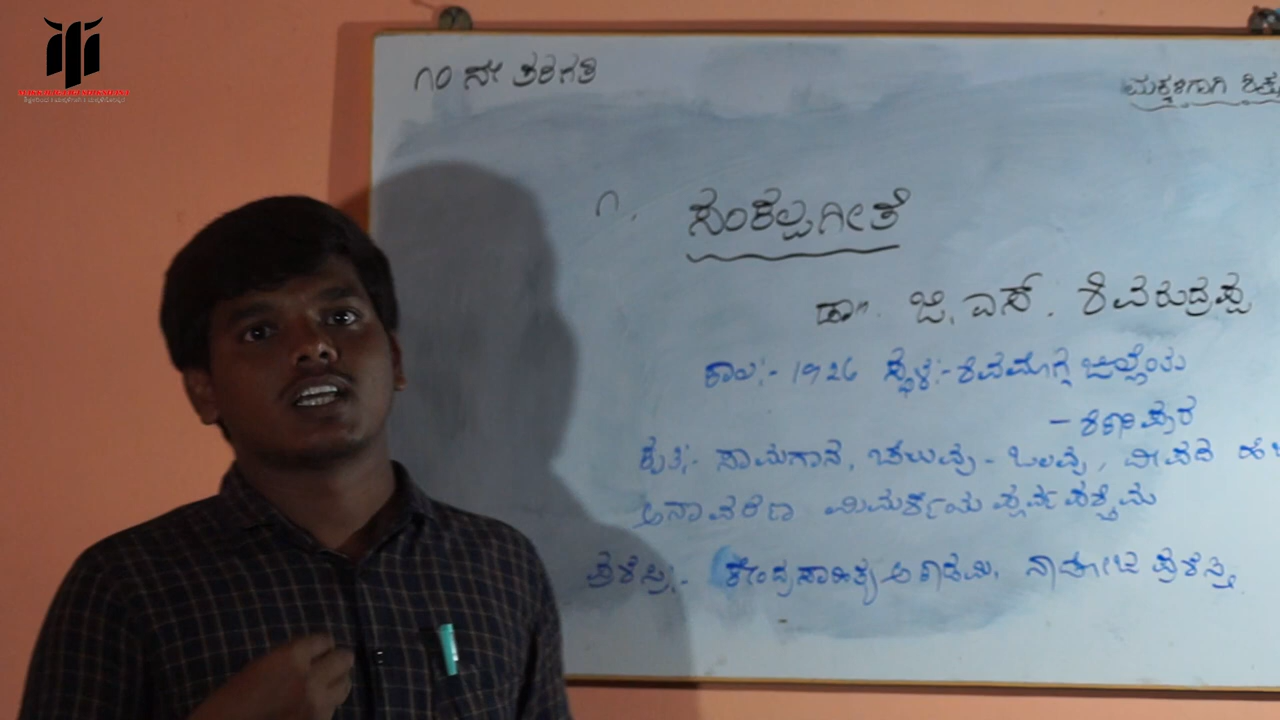 ೧೦ ನೇ ತರಗತಿ
ಮಕ್ಕಳಿಗಾಗಿ
೧. ಸಂಕಲ್ಪಗೀತೆ
ಡಾ. ಜಿ. ಎಸ್. ಶಿವರುದ್ರಪ್ಪ
ಕಾಲ:- 1926 ಸ್ಥಳ:- ಶಿವಮೊಗ್ಗ ಜಿಲ್ಲೆಯ
- ಶಿಕಾರಿಪುರ
ಕೃತಿ:- ಸಾಮಗಾನ, ಚೆಲುವು - ಒಲವು, ದೀಪದ
ಅನಾವರಣ ವಿಮರ್ಶೆಯ ಪೂರ್ವ ಪಶ್ಚಿಮ
ಪ್ರಶಸ್ತಿ:- ಕೇಂದ್ರ ಸಾಹಿತ್ಯ ಅಕಾಡೆಮಿ, ನಾಡೋಜ ಪ್ರಶಸ್ತಿ